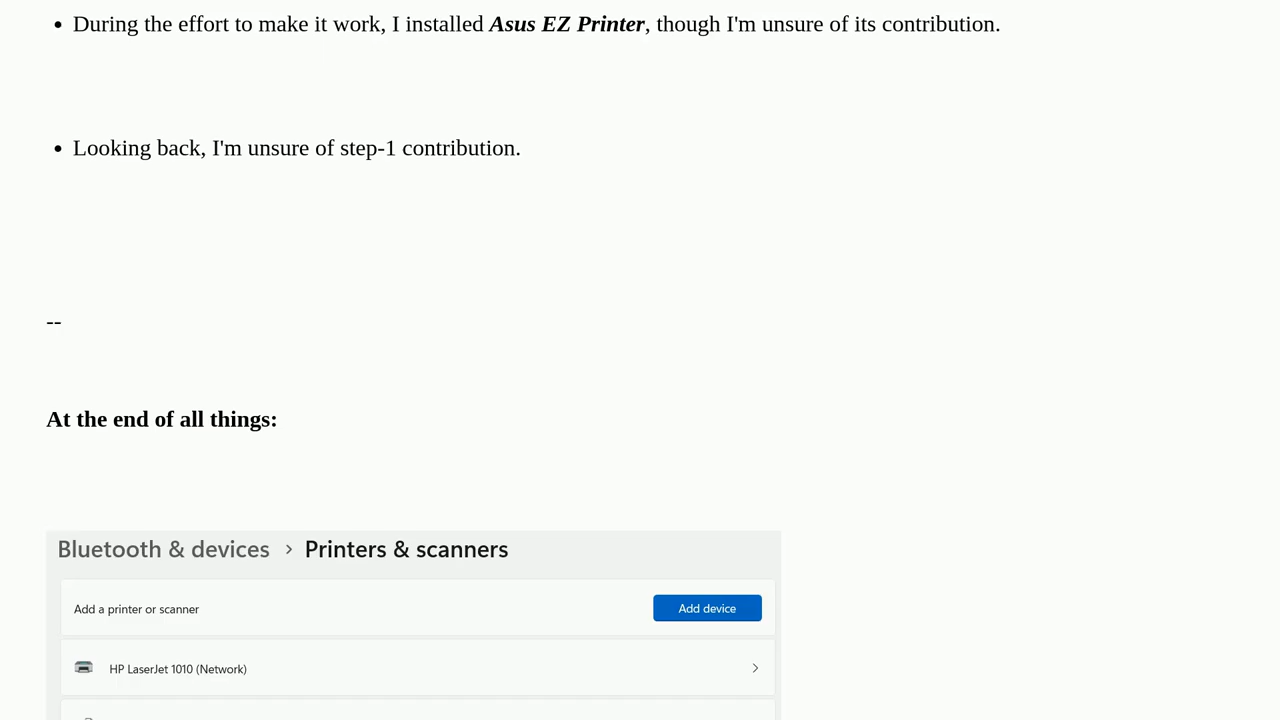 During the effort to make it work, I installed Asus EZ Printer, though I'm unsure of its contribution.
Looking back, I'm unsure of step-1 contribution.
--
At the end of all things:
Bluetooth & devices > Printers & scanners
Add a printer or scanner Add device
HP LaserJet 1010 (Network)